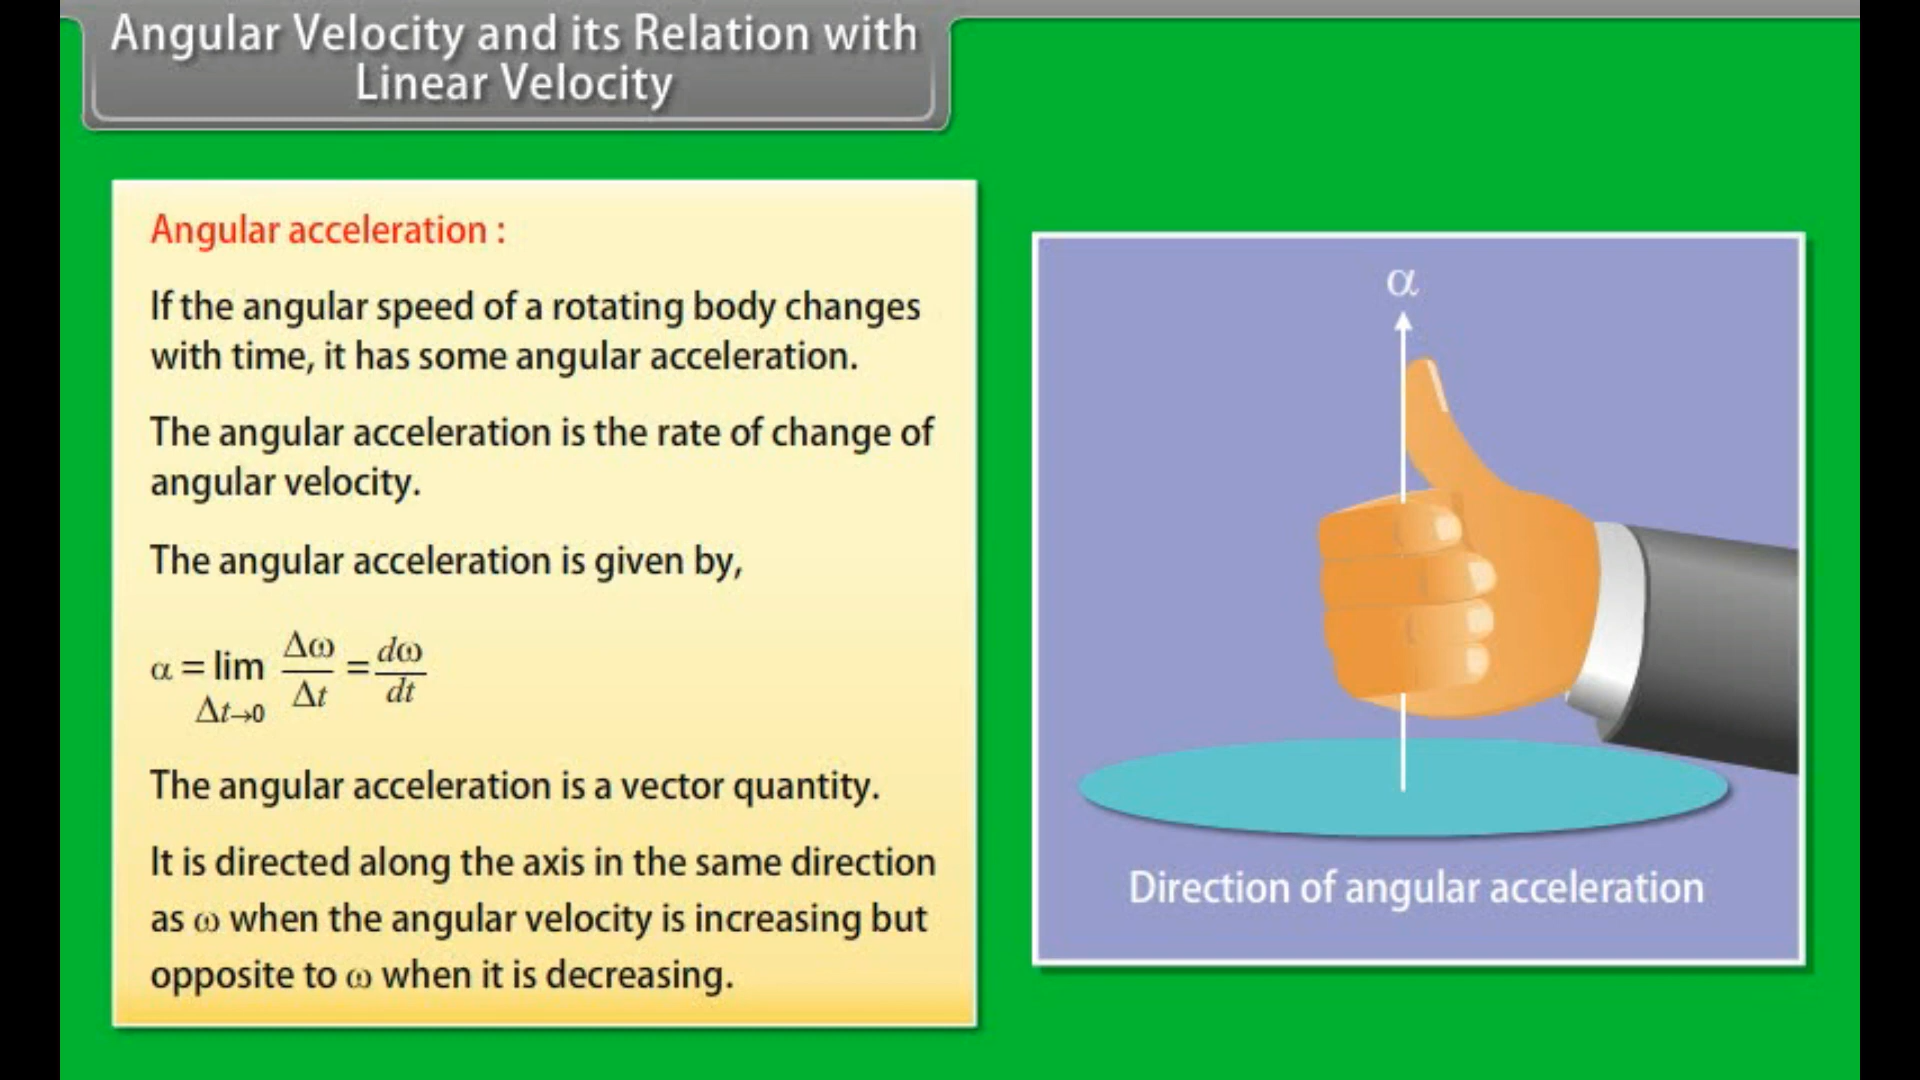 Angular Velocity and its Relation with
Linear Velocity
Angular acceleration :
If the angular speed of a rotating body changes
with time, it has some angular acceleration.
The angular acceleration is the rate of change of
angular velocity.
The angular acceleration is given by,
α = lim Δω/Δt = dω/dt
Δt→0
The angular acceleration is a vector quantity.
It is directed along the axis in the same direction
as ω when the angular velocity is increasing but
opposite to ω when it is decreasing.
α
Direction of angular acceleration